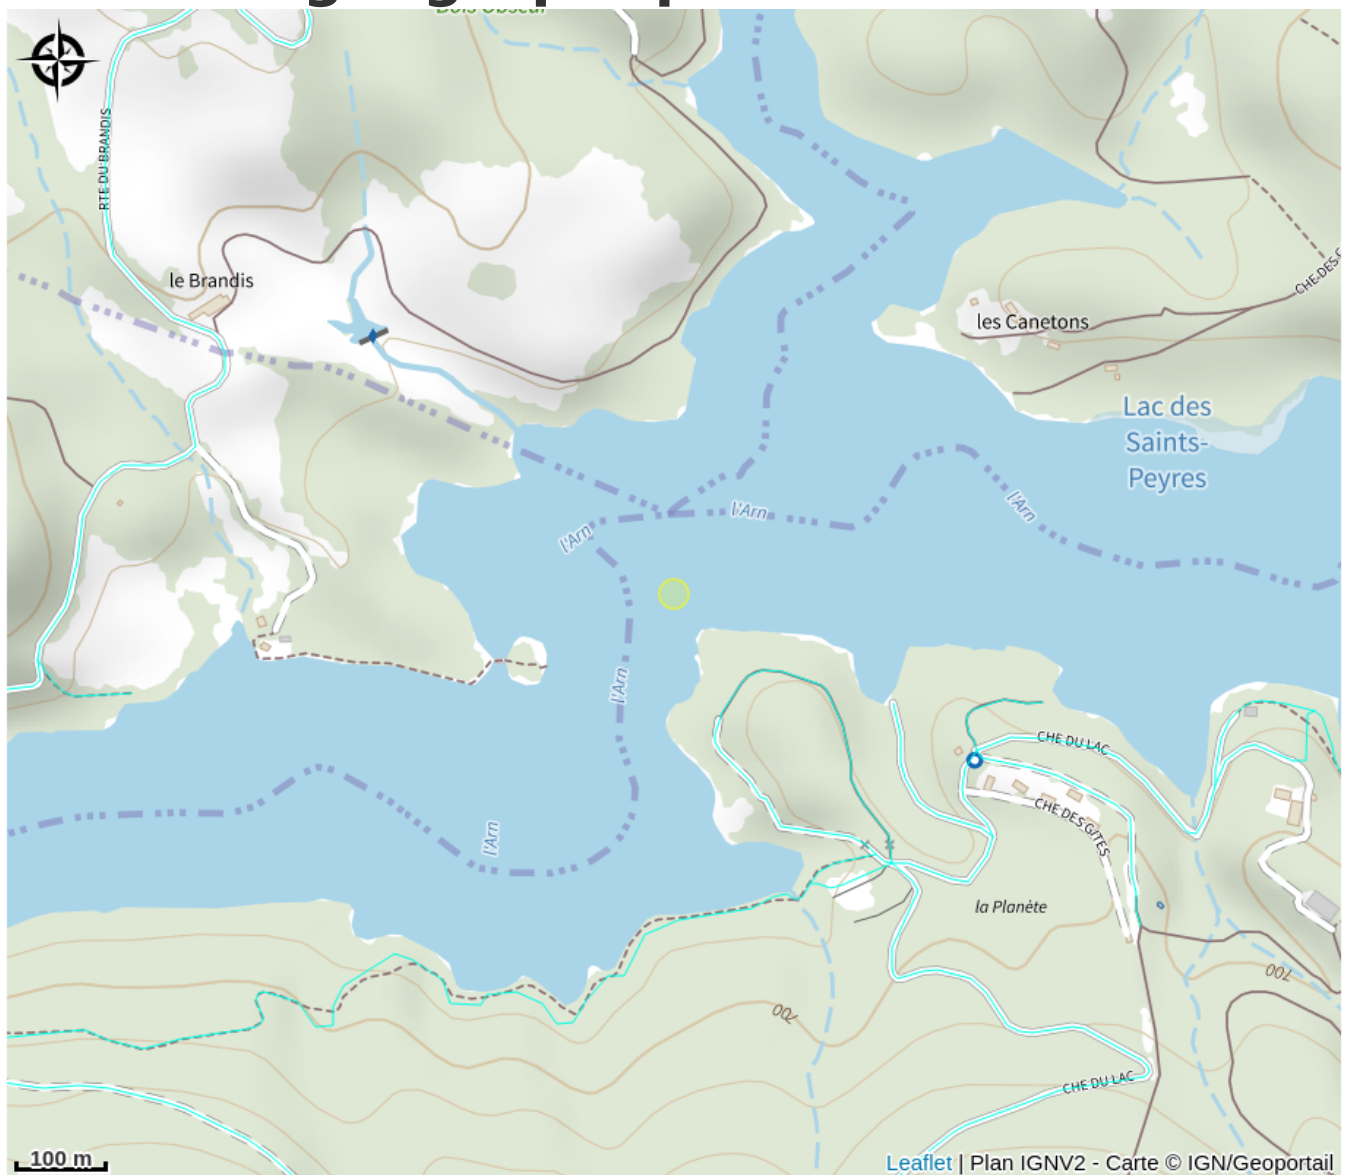 Bois Obscur
RTE DU BRANDIS
le Brandis
les Canetons
CHE-DES-C
Lac des
Saints-
Peyres
l'Arn
l'Arn
l'Arn
l'Arn
l'Arn
CHE DU LAC
CHE DES GITES
la Planète
700
700
CHE DU LAC
100 m
Leaflet | Plan IGNV2 - Carte © IGN/Geoportail